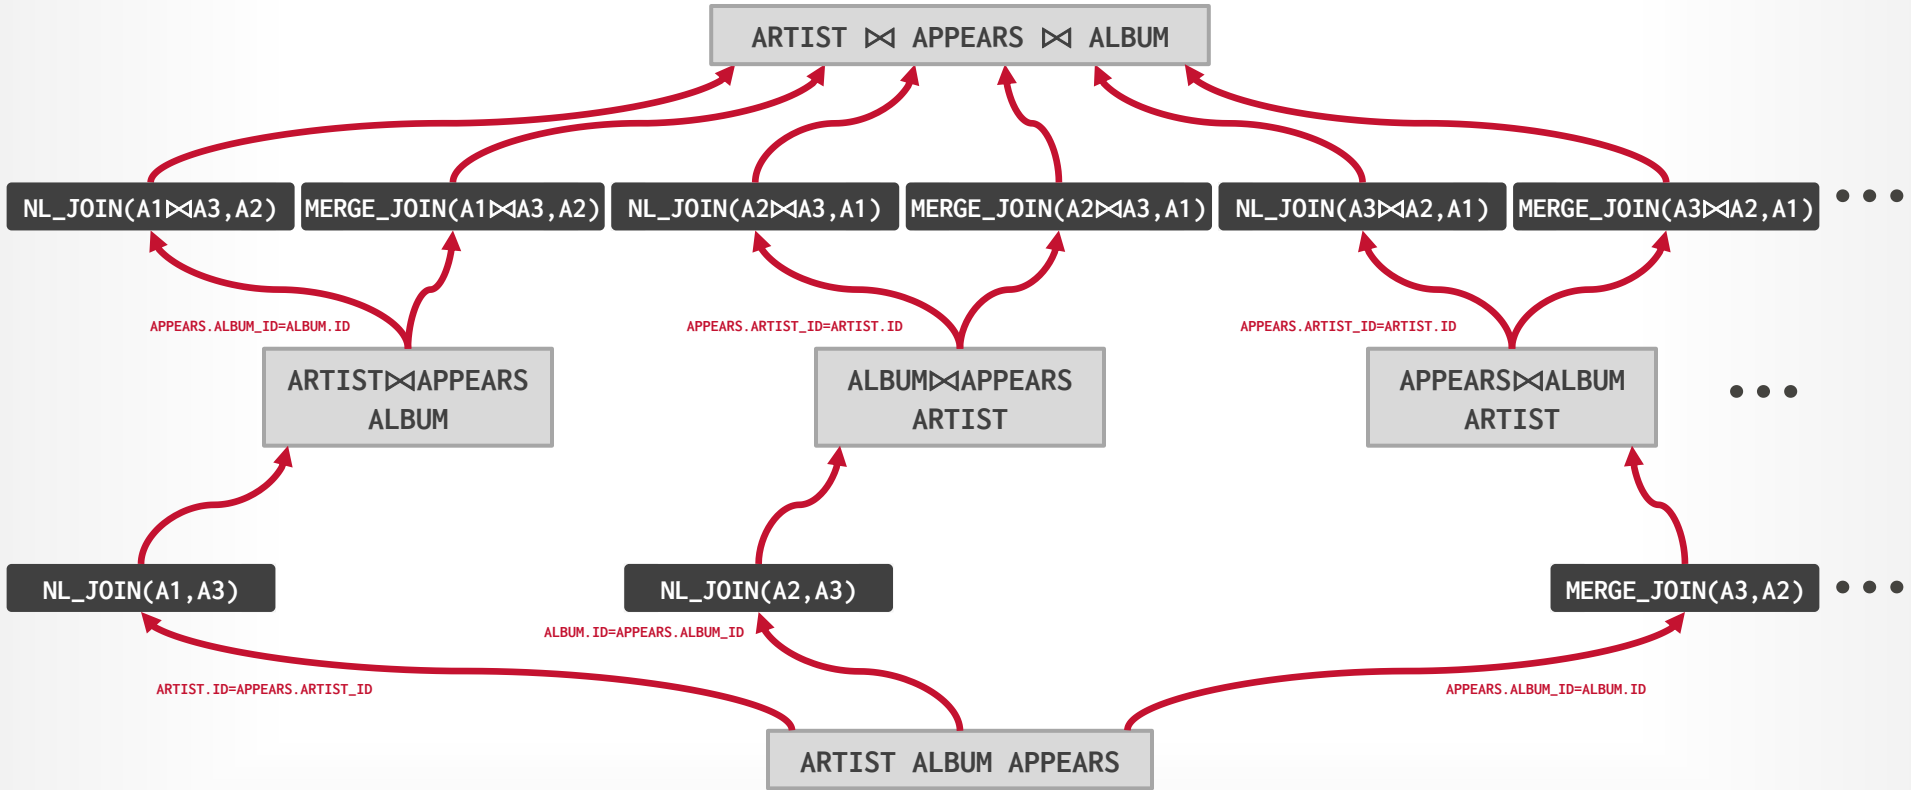 ARTIST ⋈ APPEARS ⋈ ALBUM
NL_JOIN(A1⋈A3,A2)
MERGE_JOIN(A1⋈A3,A2)
NL_JOIN(A2⋈A3,A1)
MERGE_JOIN(A2⋈A3,A1)
NL_JOIN(A3⋈A2,A1)
MERGE_JOIN(A3⋈A2,A1)
•••
APPEARS.ALBUM_ID=ALBUM.ID
APPEARS.ARTIST_ID=ARTIST.ID
APPEARS.ARTIST_ID=ARTIST.ID
ARTIST⋈APPEARS
ALBUM
ALBUM⋈APPEARS
ARTIST
APPEARS⋈ALBUM
ARTIST
•••
NL_JOIN(A1,A3)
NL_JOIN(A2,A3)
MERGE_JOIN(A3,A2)
•••
ALBUM.ID=APPEARS.ALBUM_ID
ARTIST.ID=APPEARS.ARTIST_ID
APPEARS.ALBUM_ID=ALBUM.ID
ARTIST ALBUM APPEARS